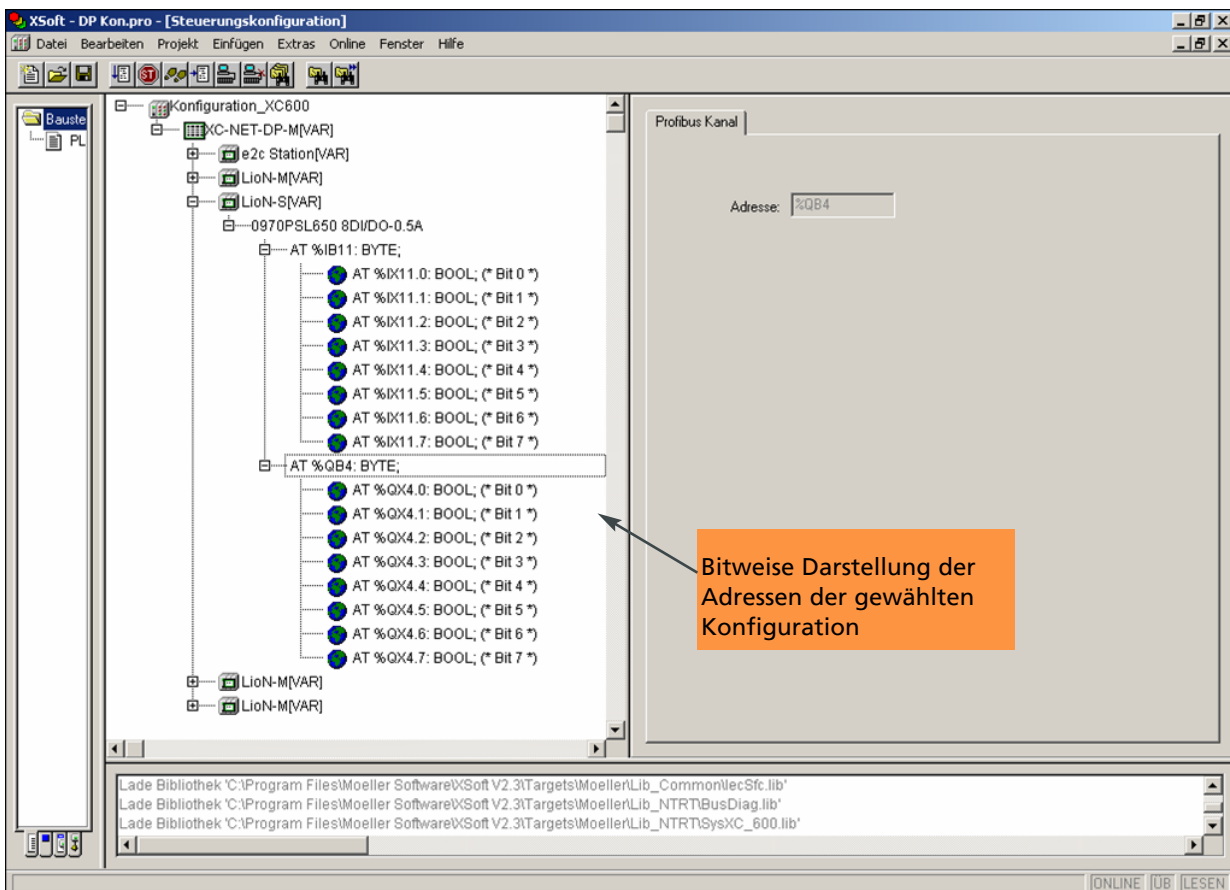 XSoft - DP Kon.pro - [Steuerungskonfiguration]
Datei Bearbeiten Projekt Einfügen Extras Online Fenster Hilfe
Bauste
PL
Konfiguration_XC600
XC-NET-DP-M[VAR]
e2c Station[VAR]
LioN-M[VAR]
LioN-S[VAR]
0970PSL650 8DI/DO-0.5A
AT %IB11: BYTE;
AT %IX11.0: BOOL; (* Bit 0 *)
AT %IX11.1: BOOL; (* Bit 1 *)
AT %IX11.2: BOOL; (* Bit 2 *)
AT %IX11.3: BOOL; (* Bit 3 *)
AT %IX11.4: BOOL; (* Bit 4 *)
AT %IX11.5: BOOL; (* Bit 5 *)
AT %IX11.6: BOOL; (* Bit 6 *)
AT %IX11.7: BOOL; (* Bit 7 *)
AT %QB4: BYTE;
AT %QX4.0: BOOL; (* Bit 0 *)
AT %QX4.1: BOOL; (* Bit 1 *)
AT %QX4.2: BOOL; (* Bit 2 *)
AT %QX4.3: BOOL; (* Bit 3 *)
AT %QX4.4: BOOL; (* Bit 4 *)
AT %QX4.5: BOOL; (* Bit 5 *)
AT %QX4.6: BOOL; (* Bit 6 *)
AT %QX4.7: BOOL; (* Bit 7 *)
LioN-M[VAR]
LioN-M[VAR]
Profibus Kanal
Adresse: %QB4
Bitweise Darstellung der
Adressen der gewählten
Konfiguration
Lade Bibliothek 'C:\Program Files\Moeller Software\XSoft V2.3\Targets\Moeller\Lib_Common\IecSfc.lib'
Lade Bibliothek 'C:\Program Files\Moeller Software\XSoft V2.3\Targets\Moeller\Lib_NTRT\BusDiag.lib'
Lade Bibliothek 'C:\Program Files\Moeller Software\XSoft V2.3\Targets\Moeller\Lib_NTRT\SysXC_600.lib'
ONLINE ÜB LESEN